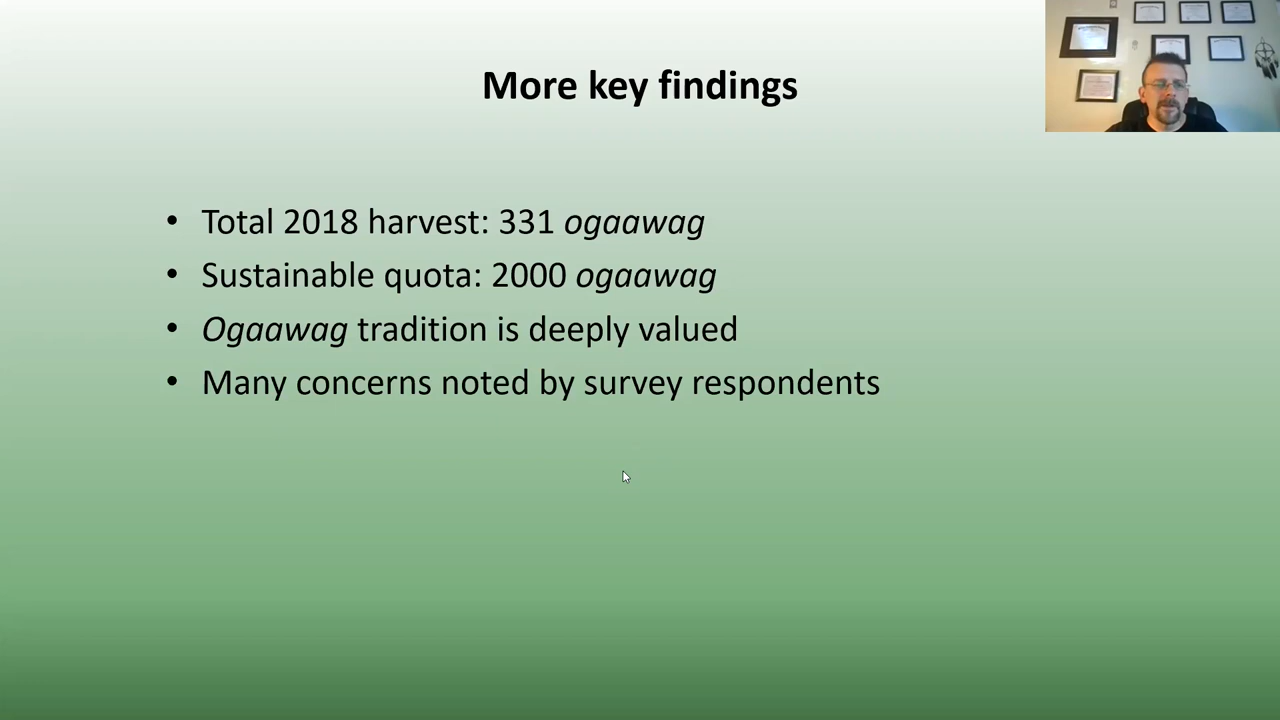 More key findings
• Total 2018 harvest: 331 ogaawag
• Sustainable quota: 2000 ogaawag
• Ogaawag tradition is deeply valued
• Many concerns noted by survey respondents